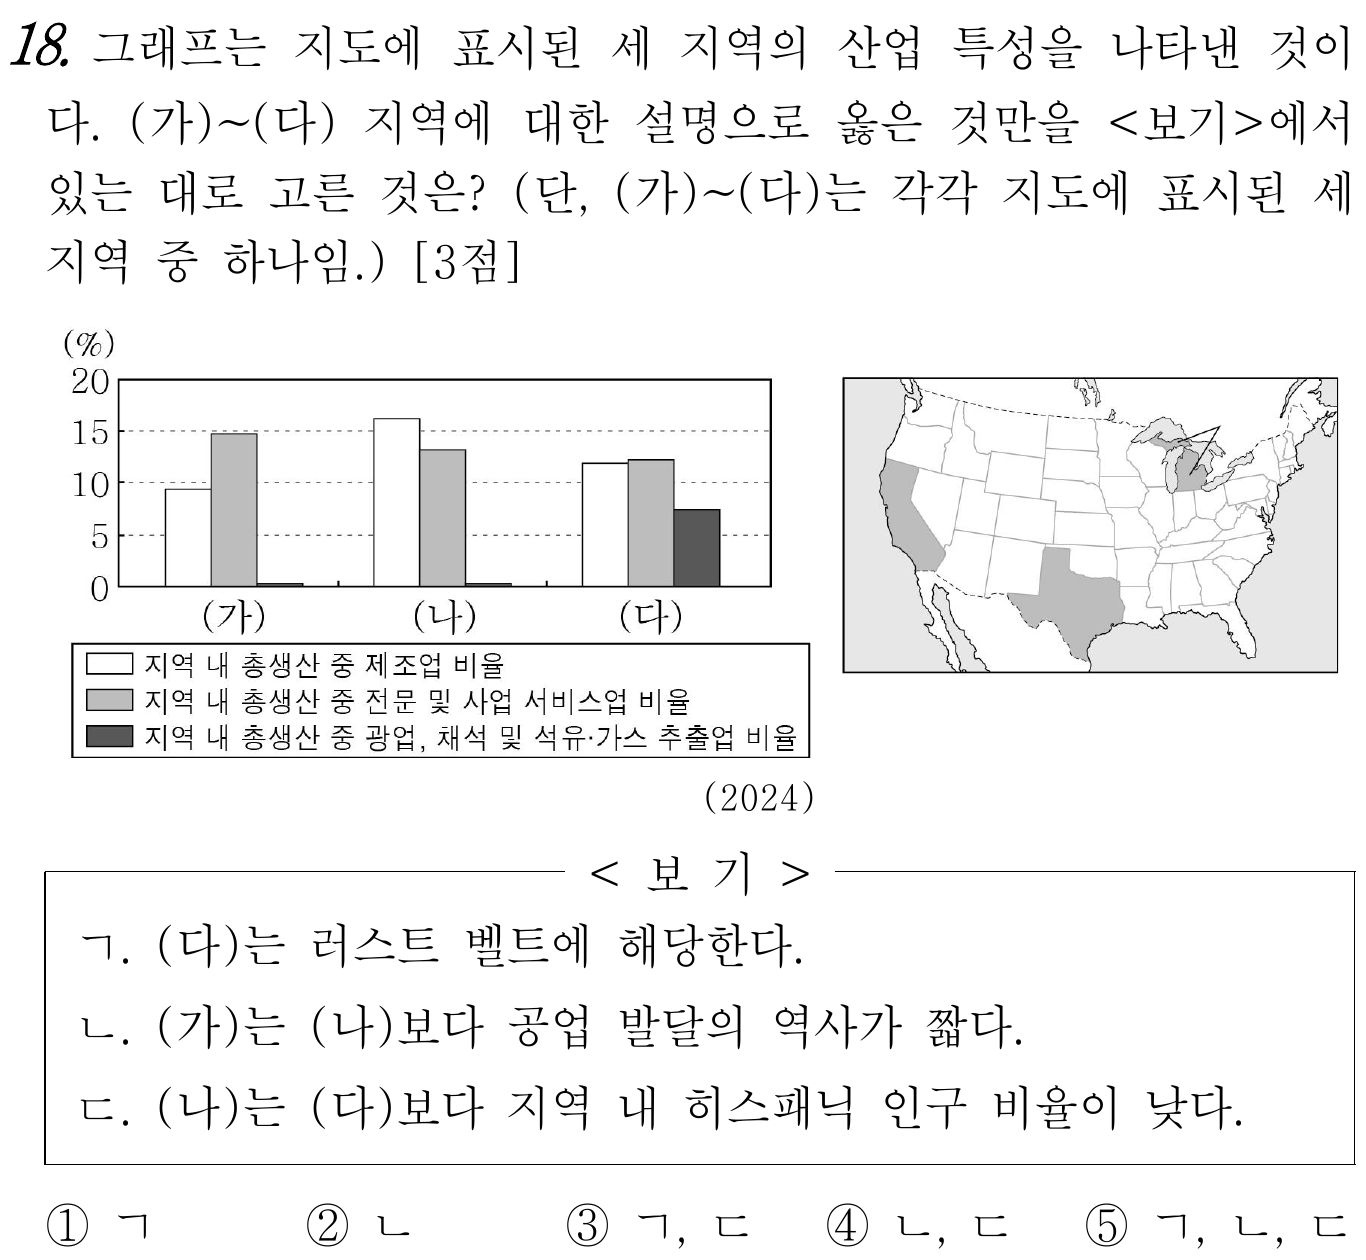 18. 그래프는 지도에 표시된 세 지역의 산업 특성을 나타낸 것이
다. (가)~(다) 지역에 대한 설명으로 옳은 것만을 <보기>에서
있는 대로 고른 것은? (단, (가)~(다)는 각각 지도에 표시된 세
지역 중 하나임.) [3점]
(%)
20
15
10
5
0
(가) (나) (다)
지역 내 총생산 중 제조업 비율
지역 내 총생산 중 전문 및 사업 서비스업 비율
지역 내 총생산 중 광업, 채석 및 석유·가스 추출업 비율
(2024)
< 보 기 >
ㄱ. (다)는 러스트 벨트에 해당한다.
ㄴ. (가)는 (나)보다 공업 발달의 역사가 짧다.
ㄷ. (나)는 (다)보다 지역 내 히스패닉 인구 비율이 낮다.
① ㄱ ② ㄴ ③ ㄱ, ㄷ ④ ㄴ, ㄷ ⑤ ㄱ, ㄴ, ㄷ